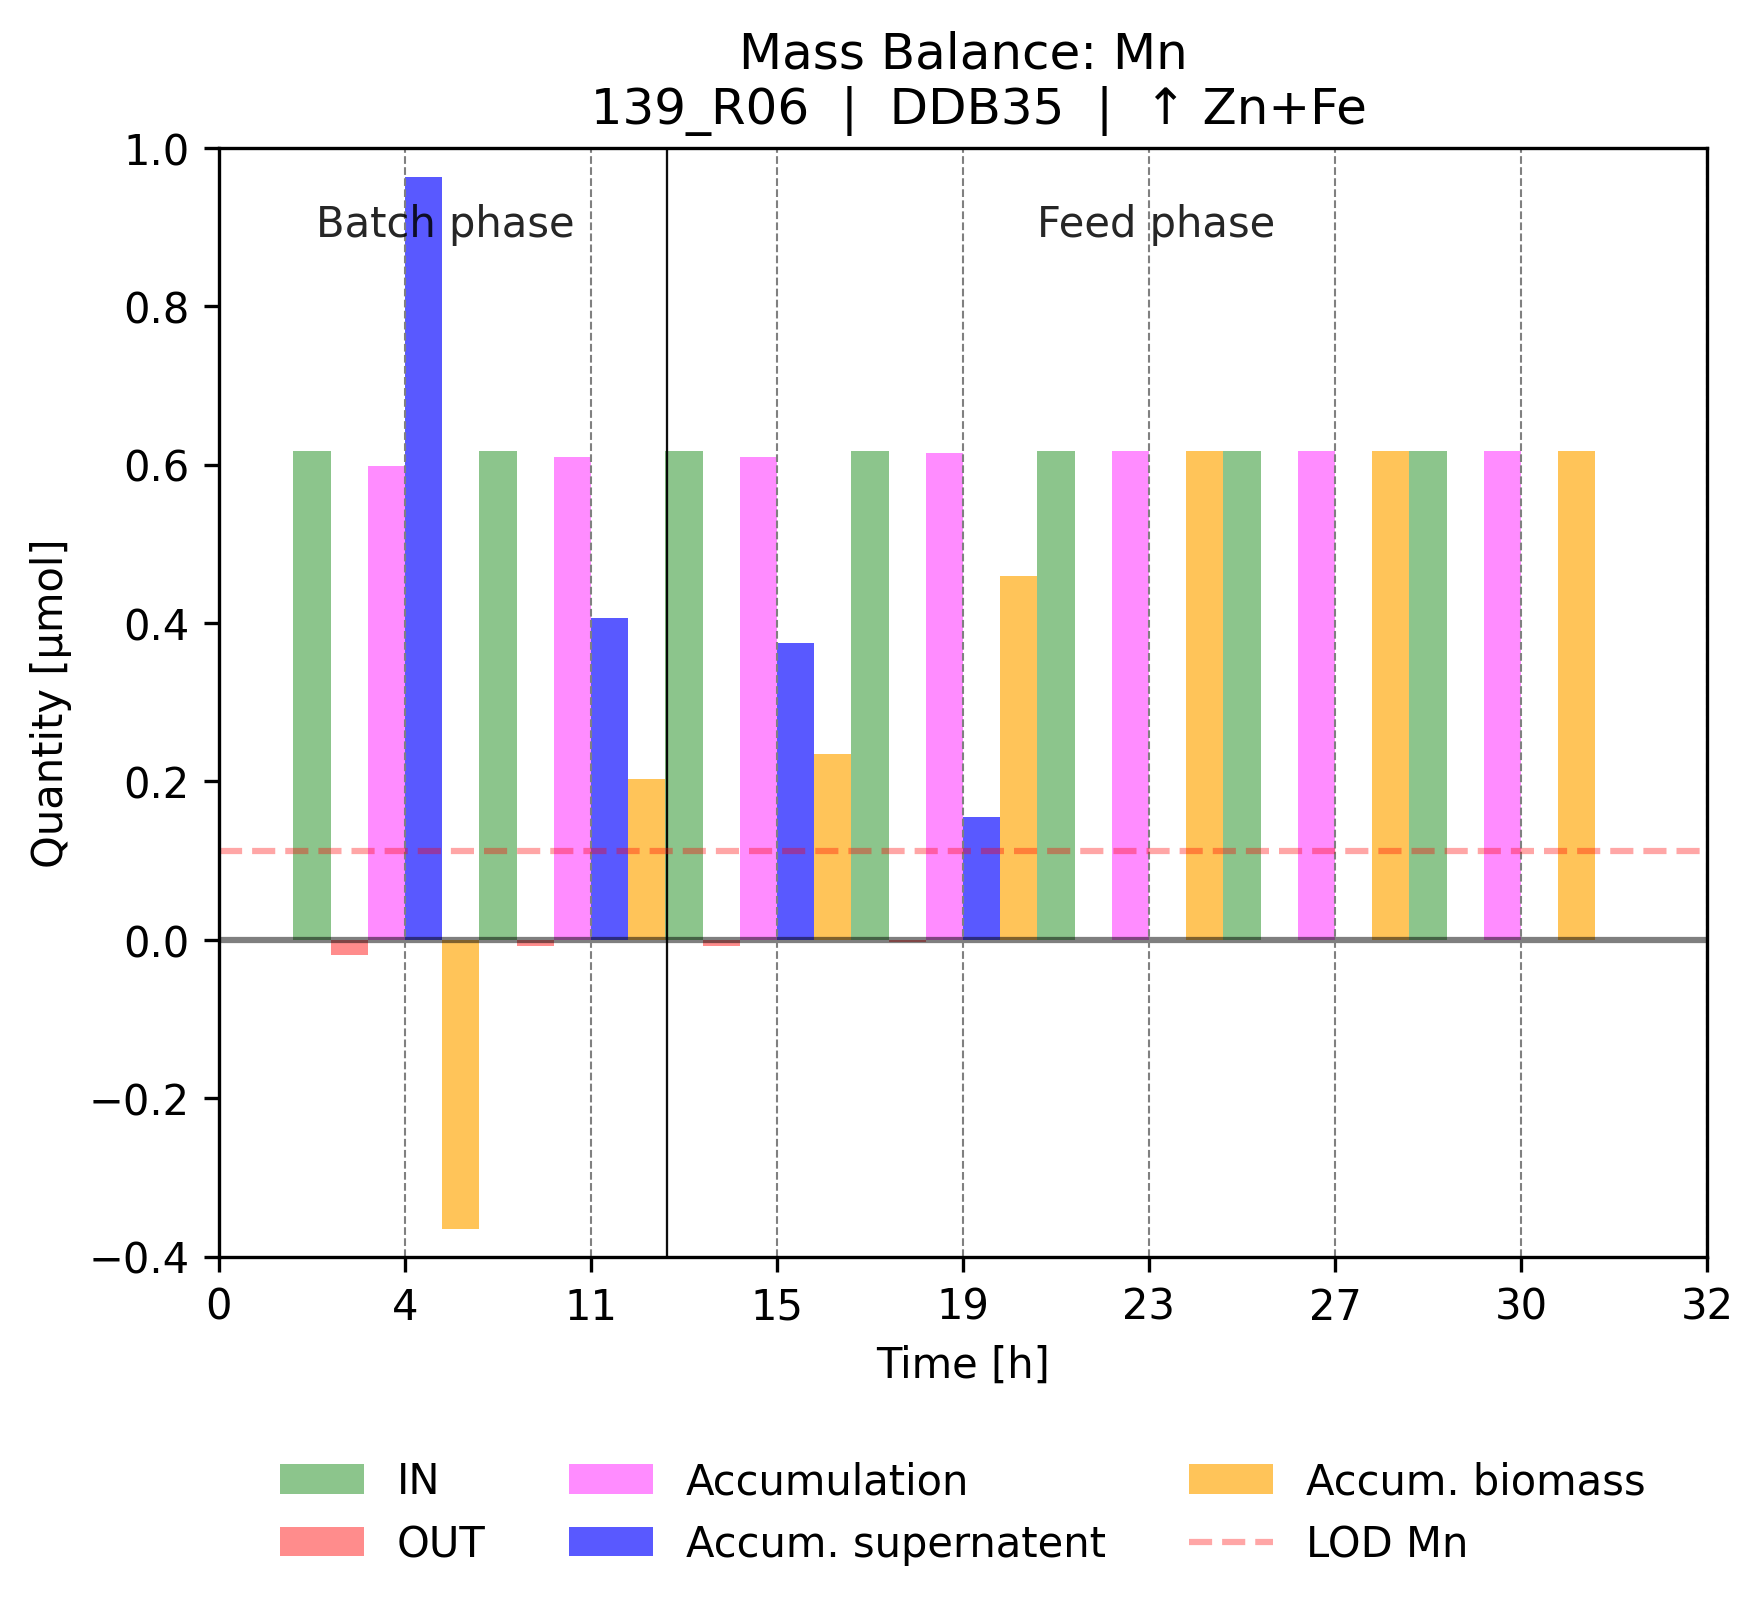 Mass Balance: Mn
139_R06 | DDB35 | ↑ Zn+Fe
1.0
0.8
0.6
0.4
0.2
0.0
−0.2
−0.4
Quantity [µmol]
Batch phase
Feed phase
0 4 11 15 19 23 27 30 32
Time [h]
IN
OUT
Accumulation
Accum. supernatent
Accum. biomass
LOD Mn